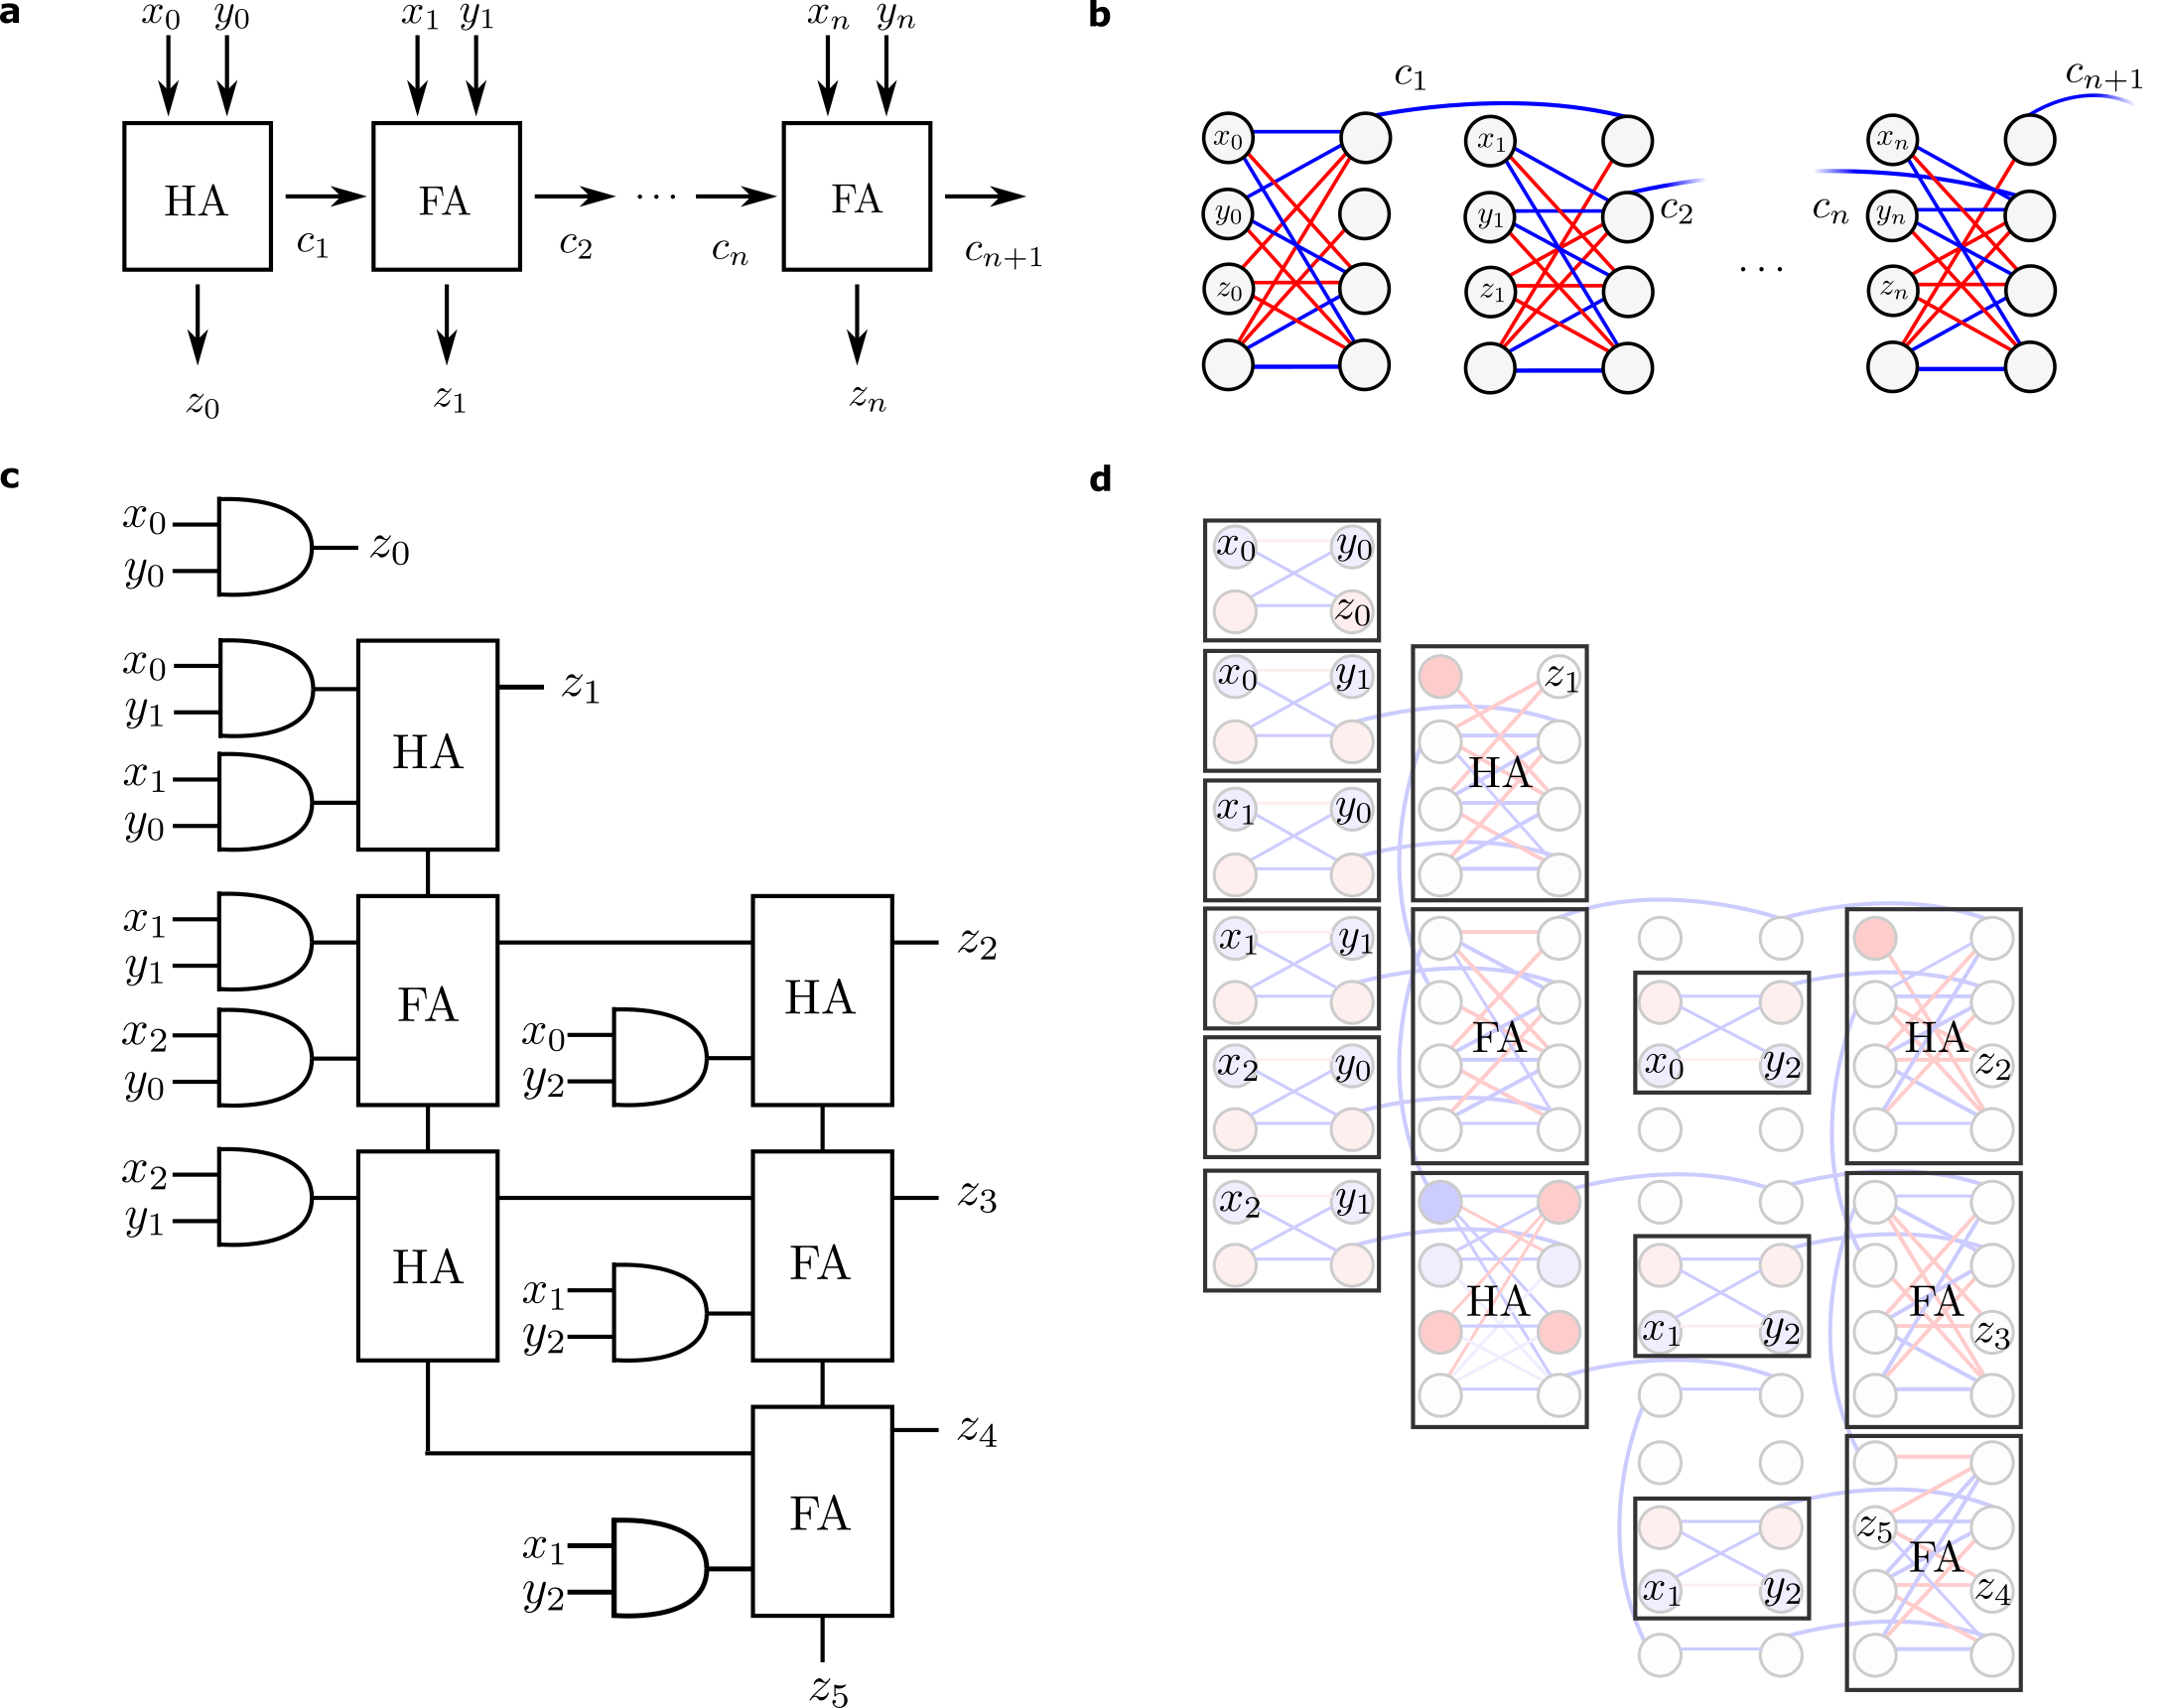 a
x₀ y₀ x₁ y₁ xₙ yₙ
HA FA ⋯ FA
c₁ c₂ cₙ cₙ₊₁
z₀ z₁ zₙ
b
c₁ cₙ₊₁
x₀ x₁ xₙ
y₀ y₁ c₂ cₙ yₙ
z₀ z₁ ⋯ zₙ
c
x₀
y₀
z₀
x₀
y₁
HA
z₁
x₁
y₀
x₁
y₁
FA
HA
z₂
x₂
y₀
x₀
y₂
x₂
y₁
HA
FA
z₃
x₁
y₂
FA
z₄
x₁
y₂
z₅
d
x₀ y₀
z₀
x₀ y₁
HA
z₁
x₁ y₀
x₁ y₁
FA
x₀ y₂
HA
z₂
x₂ y₀
x₂ y₁
HA
x₁ y₂
FA
z₃
z₅
FA
x₁ y₂
z₄